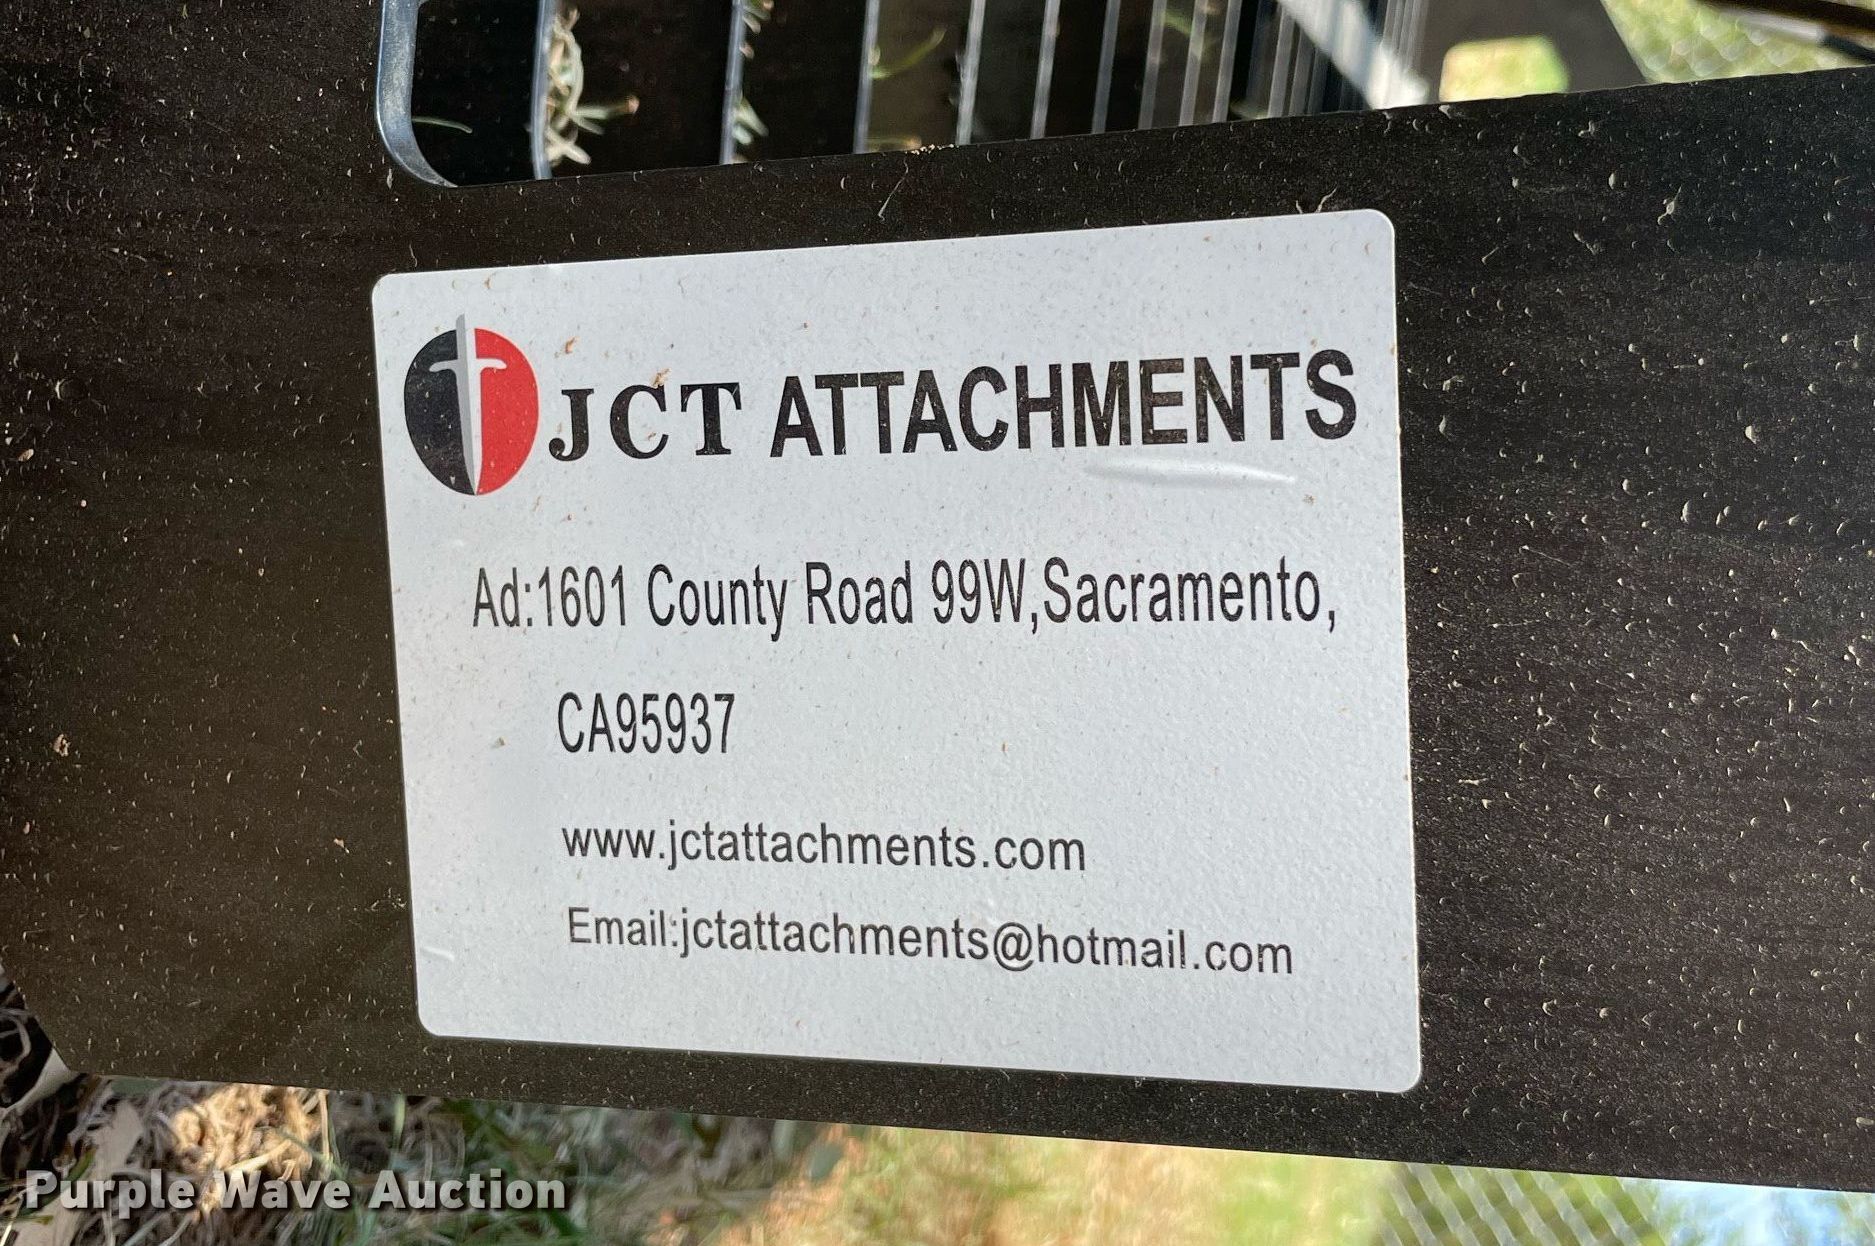 JCT ATTACHMENTS
Ad:1601 County Road 99W,Sacramento,
CA95937
www.jctattachments.com
Email:jctattachments@hotmail.com
Purple Wave Auction